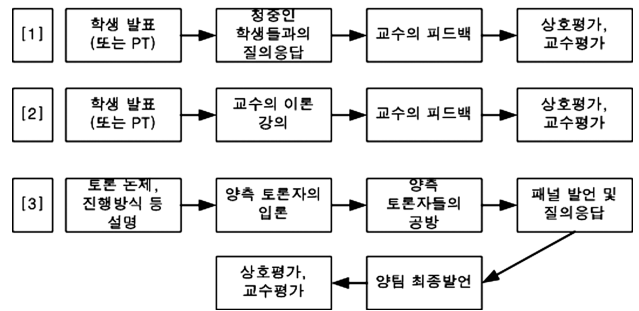 [1]
학생 발표
(또는 PT)
청중인
학생들과의
질의응답
교수의 피드백
상호평가,
교수평가
[2]
학생 발표
(또는 PT)
교수의 이론
강의
교수의 피드백
상호평가,
교수평가
[3]
토론 논제,
진행방식 등
설명
양측 토론자의
입론
양측
토론자들의
공방
패널 발언 및
질의응답
양팀 최종발언
상호평가,
교수평가